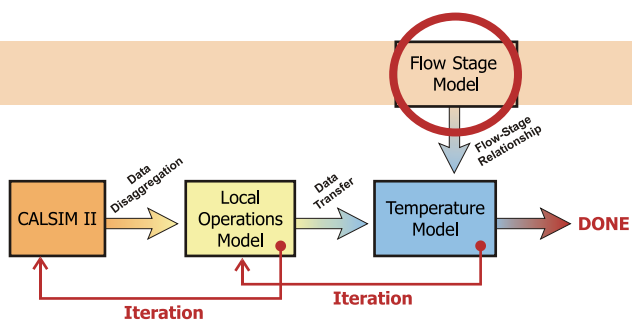 Flow Stage
Model
Flow-Stage
Relationship
Data
Disaggregation
Data
Transfer
CALSIM II
Local
Operations
Model
Temperature
Model
DONE
Iteration
Iteration